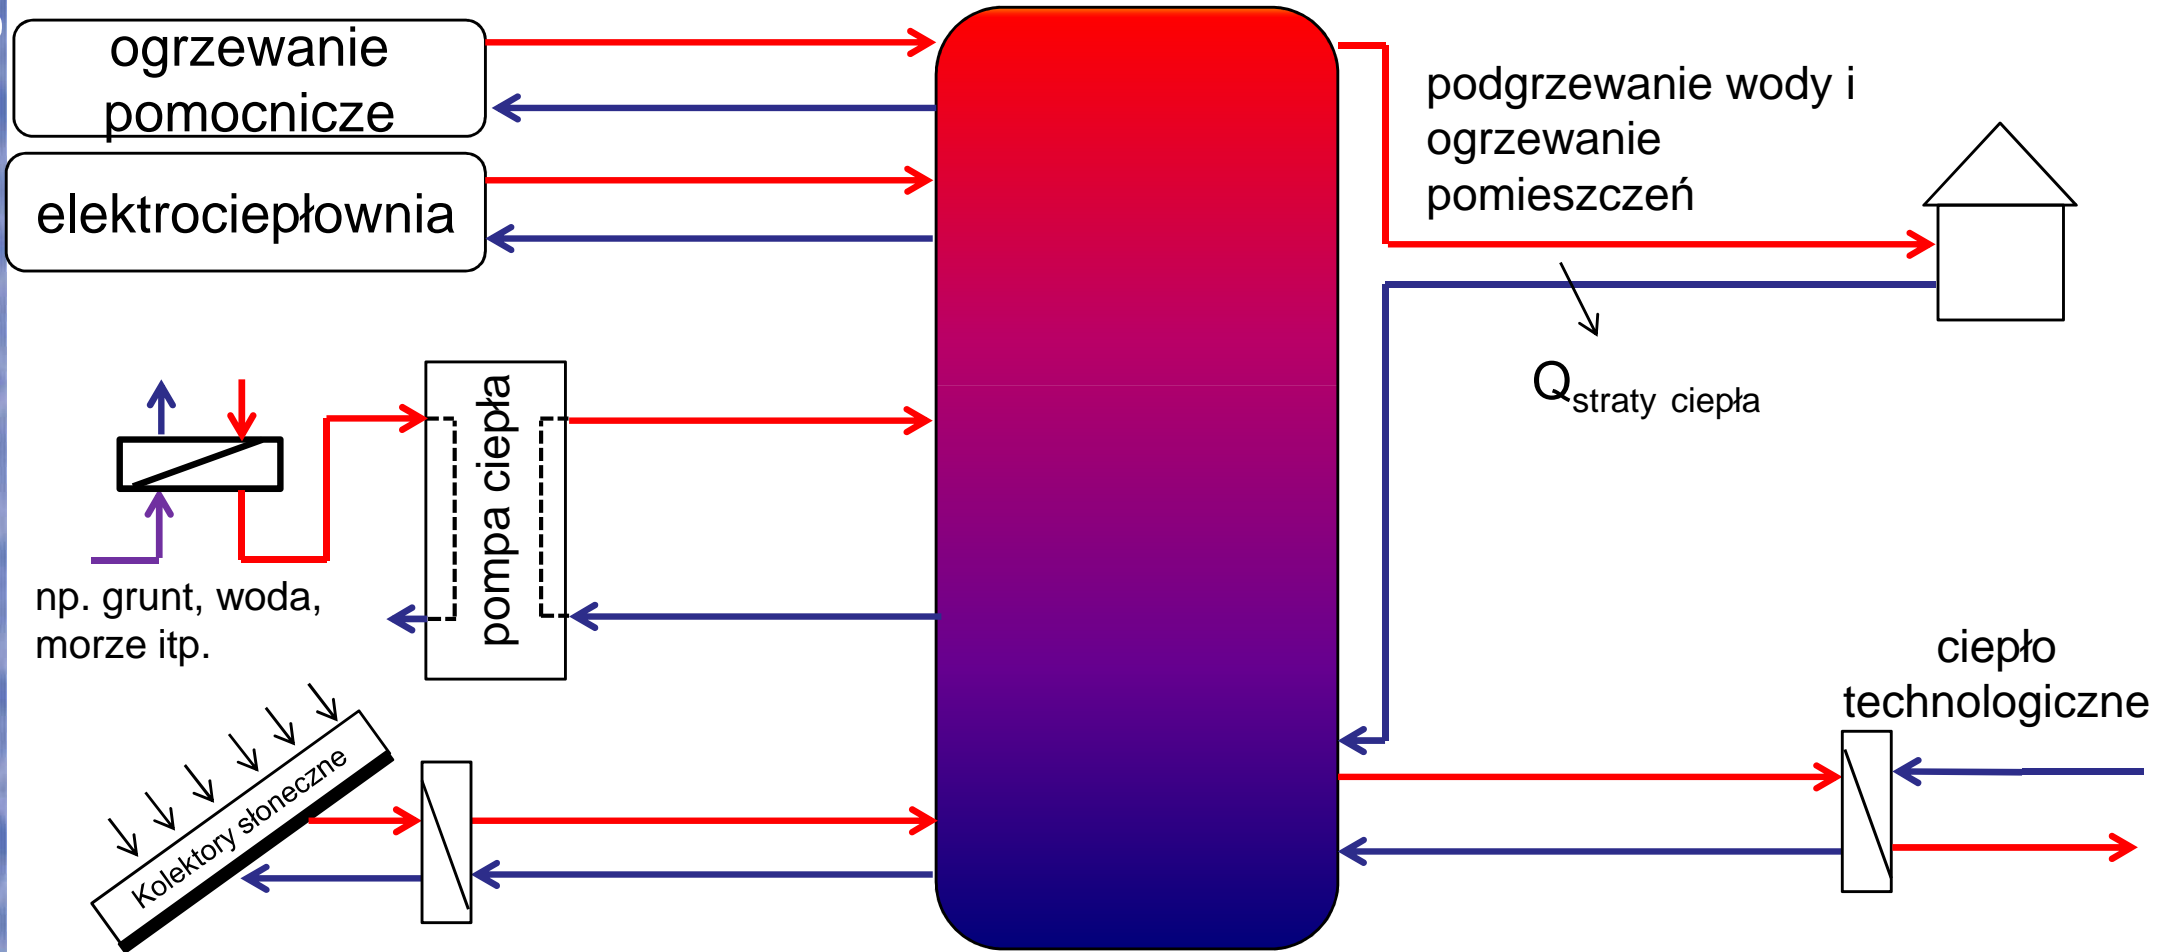 ogrzewanie
pomocnicze
elektrociepłownia
podgrzewanie wody i
ogrzewanie
pomieszczeń
Qstraty ciepła
pompa ciepła
np. grunt, woda,
morze itp.
Kolektory słoneczne
ciepło
technologiczne